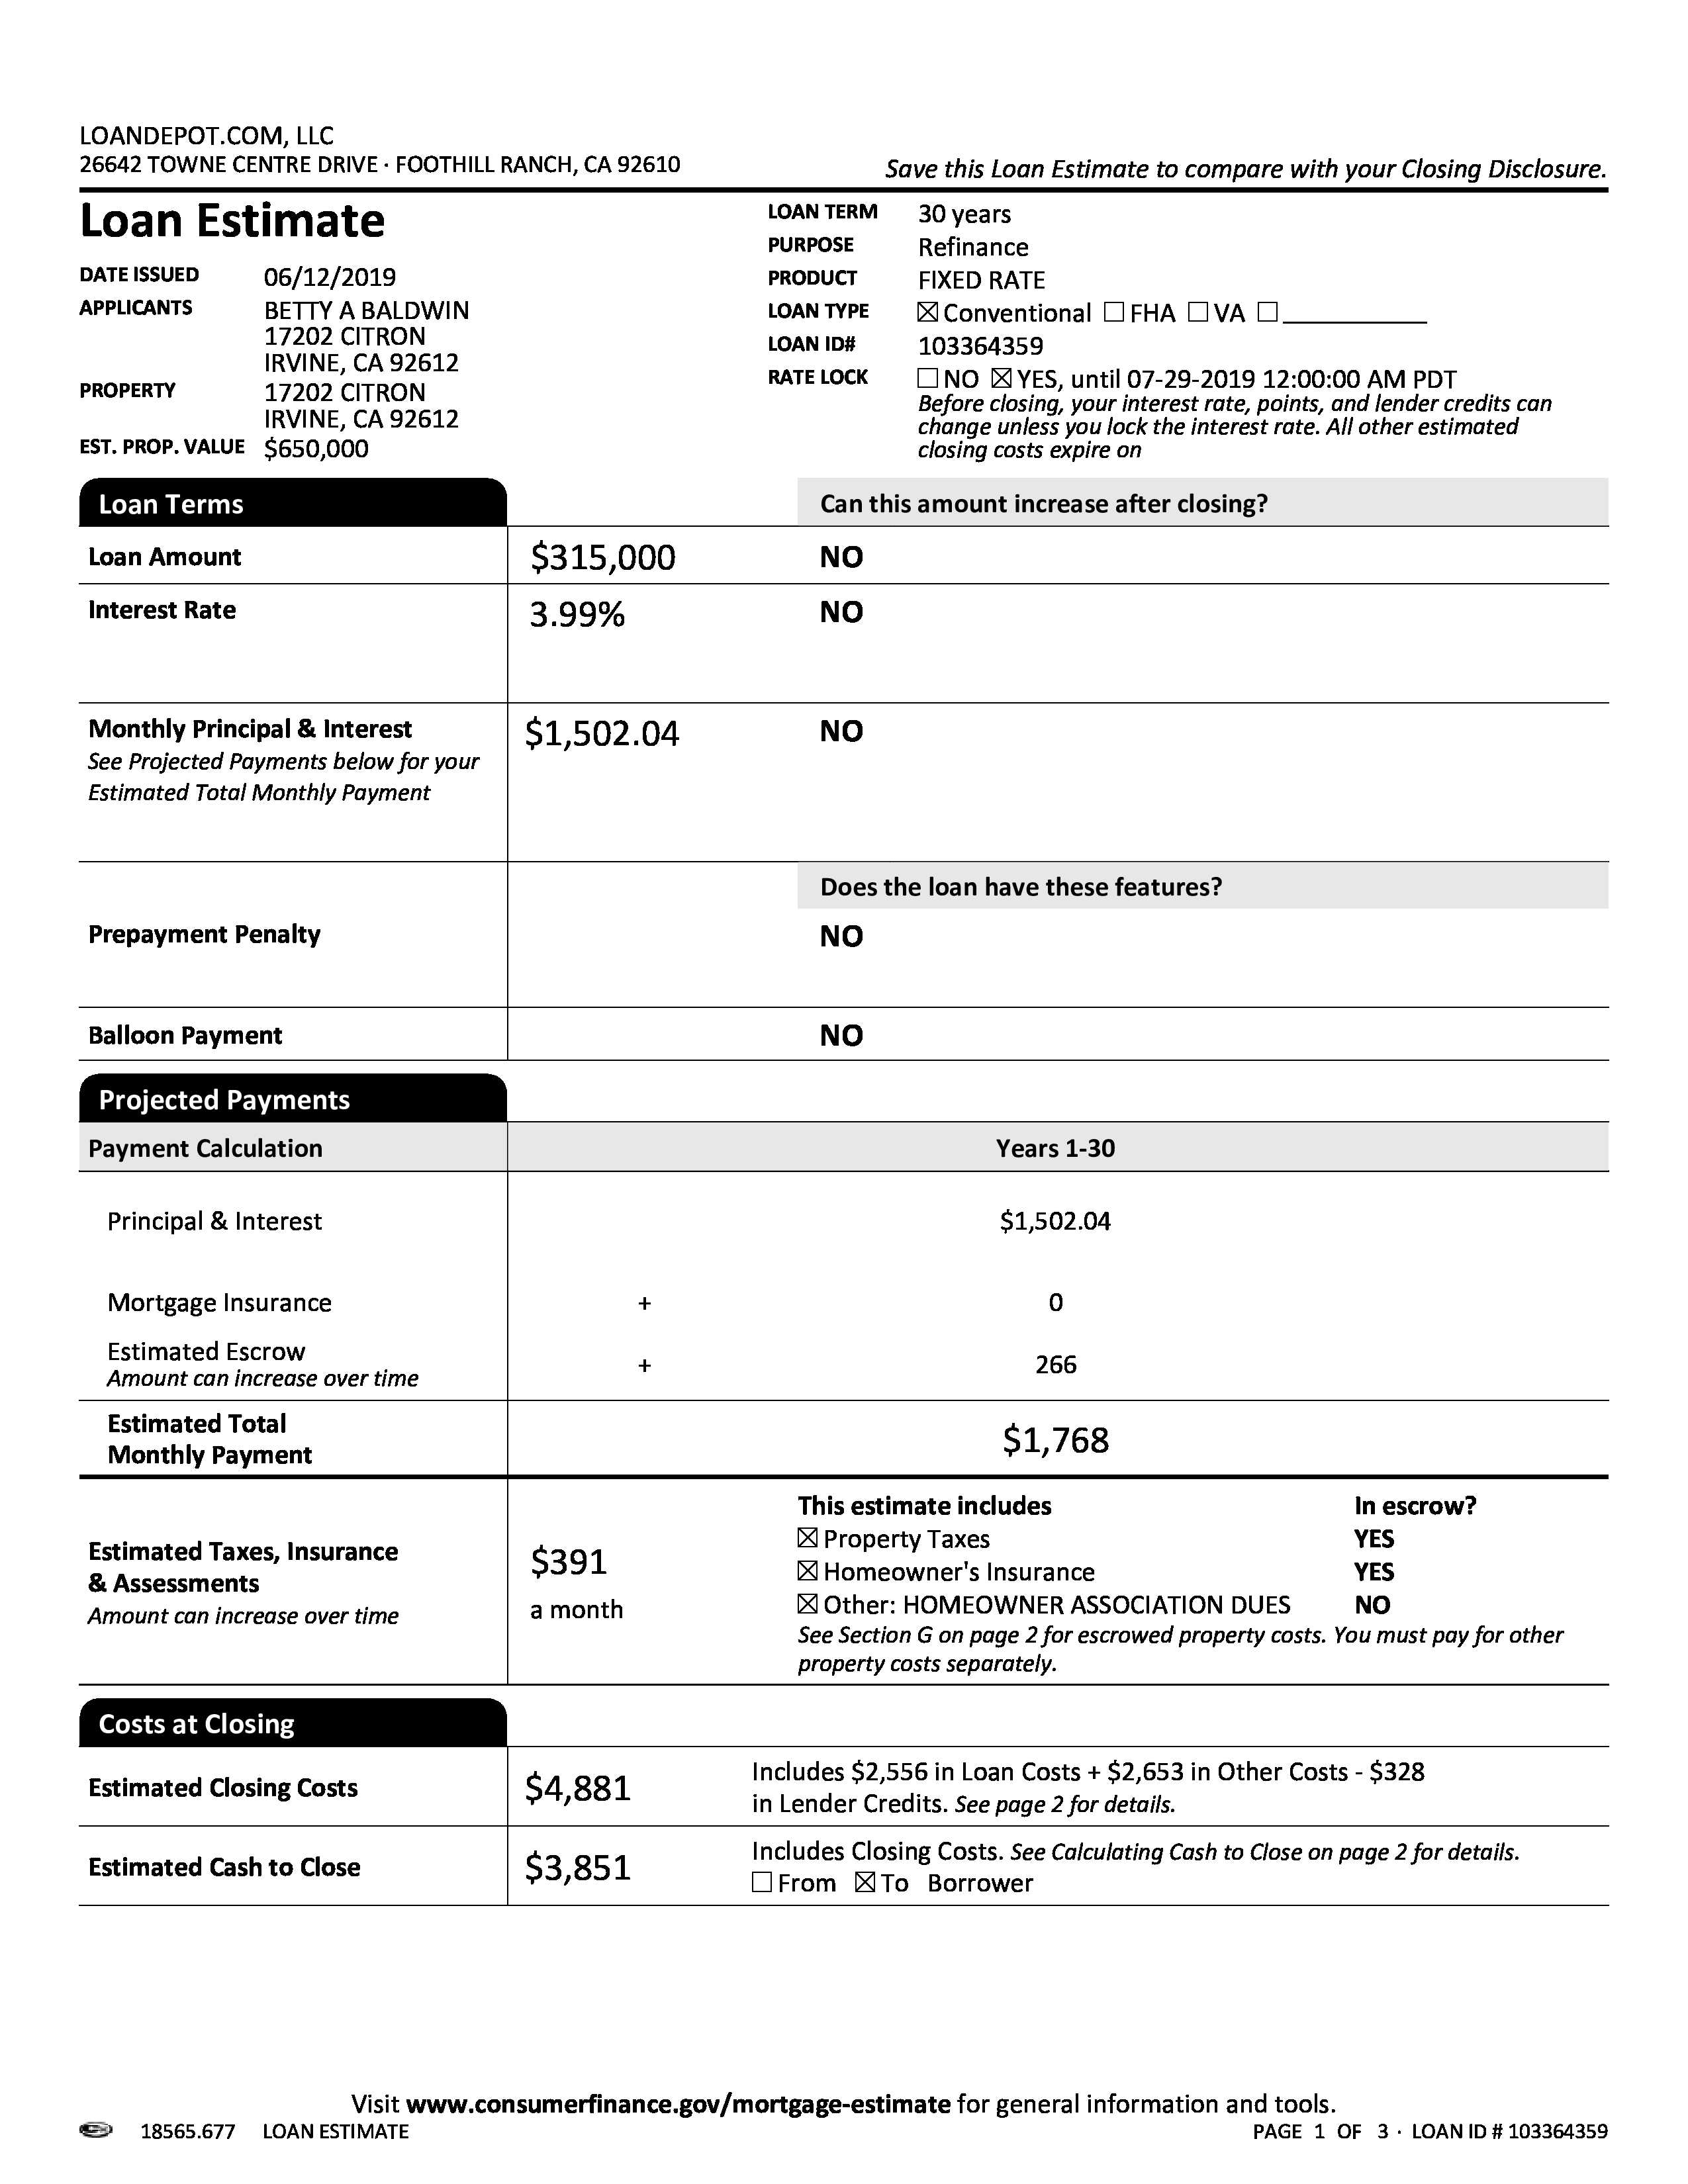 LOANDEPOT.COM, LLC
26642 TOWNE CENTRE DRIVE · FOOTHILL RANCH, CA 92610
Save this Loan Estimate to compare with your Closing Disclosure.
Loan Estimate
DATE ISSUED 06/12/2019
APPLICANTS BETTY A BALDWIN
17202 CITRON
IRVINE, CA 92612
PROPERTY 17202 CITRON
IRVINE, CA 92612
EST. PROP. VALUE $650,000
LOAN TERM 30 years
PURPOSE Refinance
PRODUCT FIXED RATE
LOAN TYPE ☒ Conventional ☐ FHA ☐ VA ☐ ___________
LOAN ID# 103364359
RATE LOCK ☐ NO ☒ YES, until 07-29-2019 12:00:00 AM PDT
Before closing, your interest rate, points, and lender credits can
change unless you lock the interest rate. All other estimated
closing costs expire on
Loan Terms Can this amount increase after closing?
Loan Amount $315,000 NO
Interest Rate 3.99% NO
Monthly Principal & Interest $1,502.04 NO
See Projected Payments below for your
Estimated Total Monthly Payment
Does the loan have these features?
Prepayment Penalty NO
Balloon Payment NO
Projected Payments
Payment Calculation Years 1-30
Principal & Interest $1,502.04
Mortgage Insurance + 0
Estimated Escrow
Amount can increase over time + 266
Estimated Total
Monthly Payment $1,768
Estimated Taxes, Insurance
& Assessments
Amount can increase over time
$391
a month
This estimate includes In escrow?
☒ Property Taxes YES
☒ Homeowner's Insurance YES
☒ Other: HOMEOWNER ASSOCIATION DUES NO
See Section G on page 2 for escrowed property costs. You must pay for other
property costs separately.
Costs at Closing
Estimated Closing Costs $4,881 Includes $2,556 in Loan Costs + $2,653 in Other Costs - $328
in Lender Credits. See page 2 for details.
Estimated Cash to Close $3,851 Includes Closing Costs. See Calculating Cash to Close on page 2 for details.
☐ From ☒ To Borrower
Visit www.consumerfinance.gov/mortgage-estimate for general information and tools.
18565.677 LOAN ESTIMATE PAGE 1 OF 3 · LOAN ID # 103364359